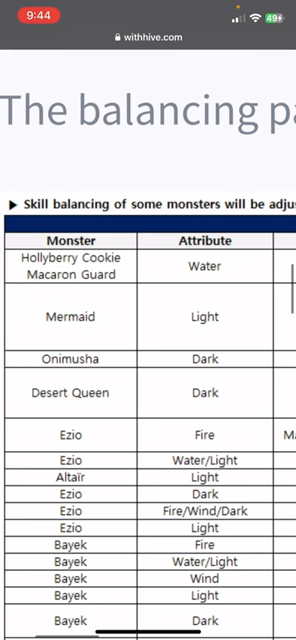 9:44
49
withhive.com
The balancing pa
▶ Skill balancing of some monsters will be adjus
Monster Attribute
Hollyberry Cookie
Macaron Guard Water
Mermaid Light
Onimusha Dark
Desert Queen Dark
Ezio Fire Ma
Ezio Water/Light
Altaïr Light
Ezio Dark
Ezio Fire/Wind/Dark
Ezio Light
Bayek Fire
Bayek Water/Light
Bayek Wind
Bayek Light
Bayek Dark